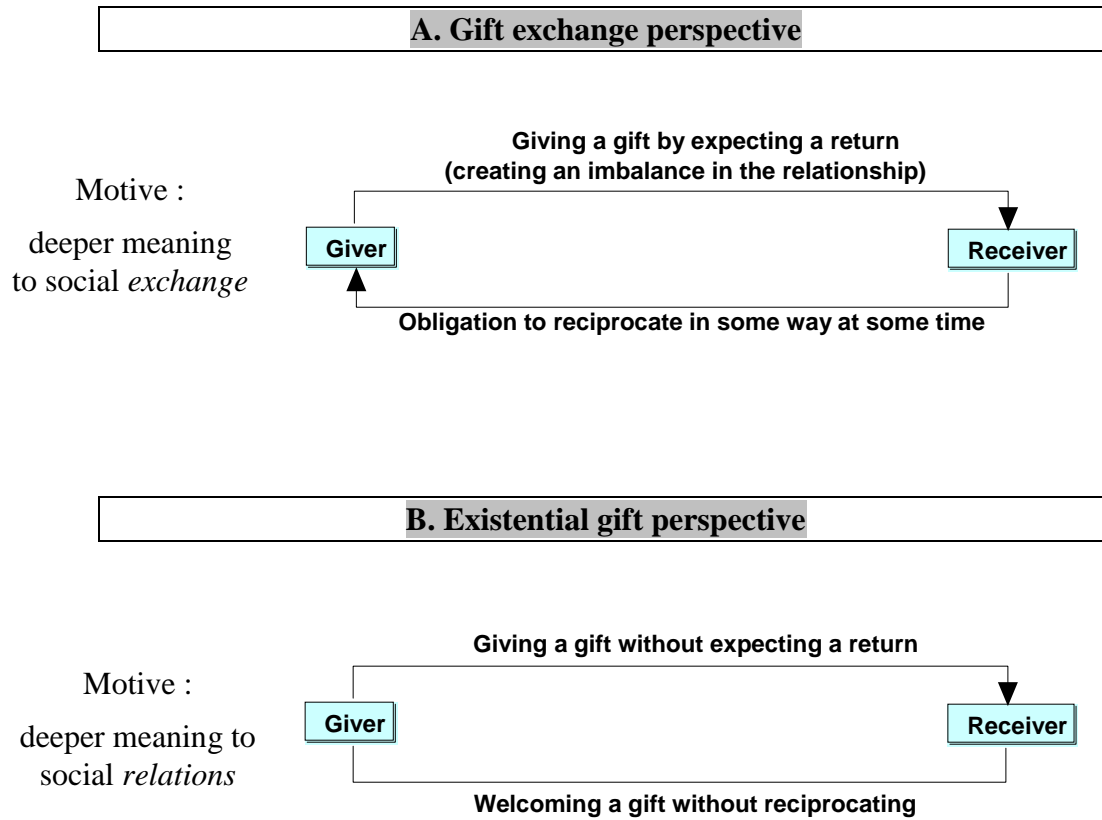 A. Gift exchange perspective
Giving a gift by expecting a return
(creating an imbalance in the relationship)
Motive :
deeper meaning
to social exchange
Giver
Receiver
Obligation to reciprocate in some way at some time
B. Existential gift perspective
Giving a gift without expecting a return
Motive :
deeper meaning to
social relations
Giver
Receiver
Welcoming a gift without reciprocating